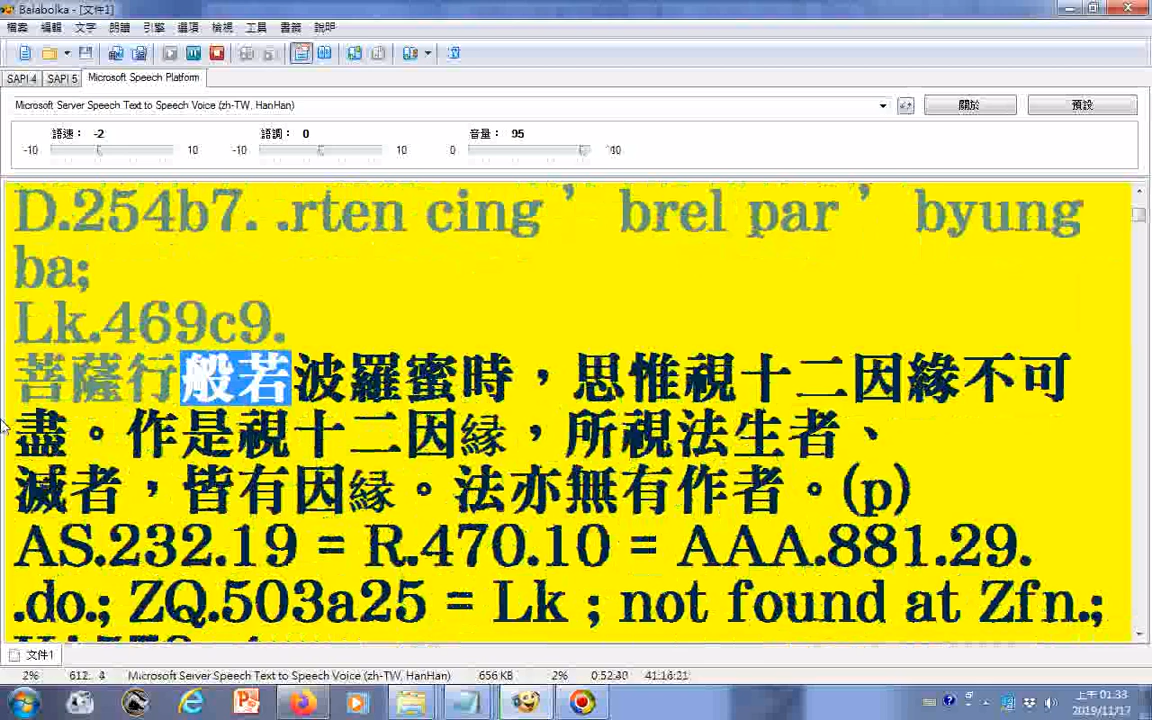 Balabolka - [文件1]
檔案 編輯 文字 朗讀 引擎 選項 檢視 工具 書籤 說明
SAPI 4 SAPI 5 Microsoft Speech Platform
Microsoft Server Speech Text to Speech Voice (zh-TW, HanHan) 關於 預設
語速： -2 語調： 0 音量： 95
-10 10 -10 10 0
D.254b7. .rten cing ’ brel par ’ byung
ba;
Lk.469c9.
菩薩行般若波羅蜜時，思惟視十二因緣不可
盡。作是視十二因縁，所視法生者、
滅者，皆有因縁。法亦無有作者。(p)
AS.232.19 = R.470.10 = AAA.881.29.
.do.; ZQ.503a25 = Lk ; not found at Zfn.;
文件1
2% Microsoft Server Speech Text to Speech Voice (zh-TW, HanHan) 656 KB 2% 41:16:21
上午 01:33
2019/11/17